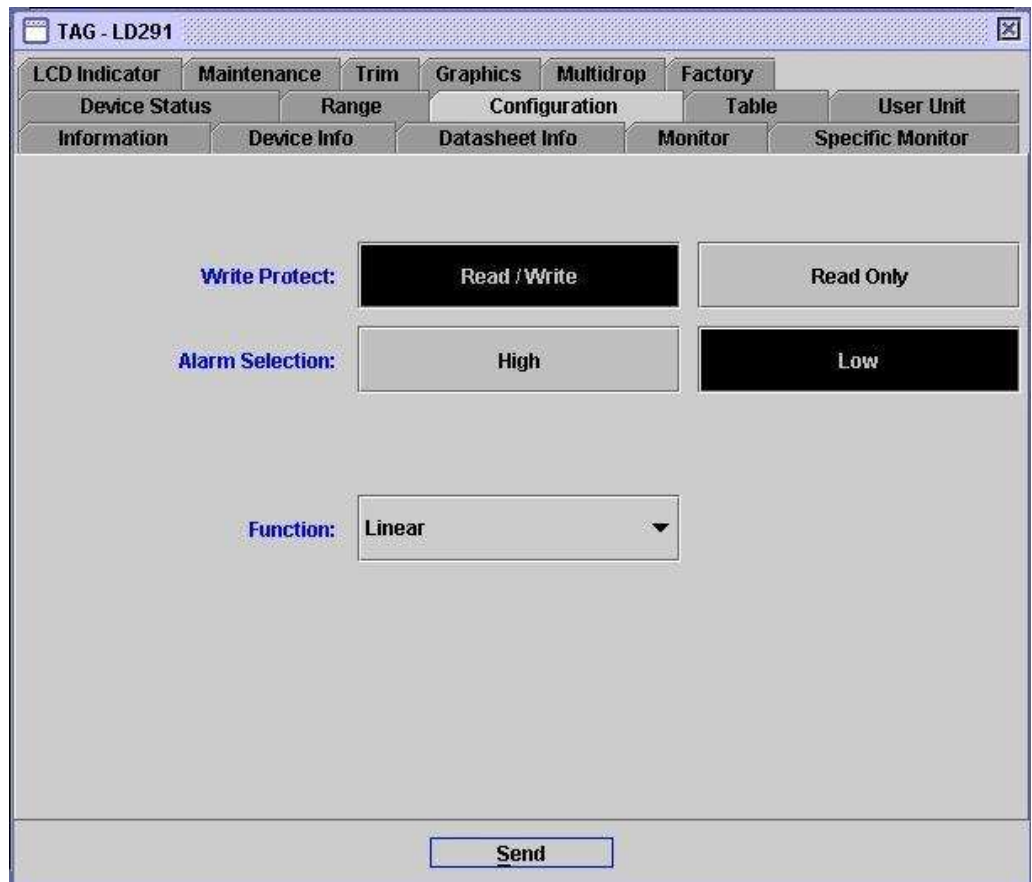 TAG - LD291
LCD Indicator Maintenance Trim Graphics Multidrop Factory
Device Status Range Configuration Table User Unit
Information Device Info Datasheet Info Monitor Specific Monitor
Write Protect: Read / Write Read Only
Alarm Selection: High Low
Function: Linear
Send